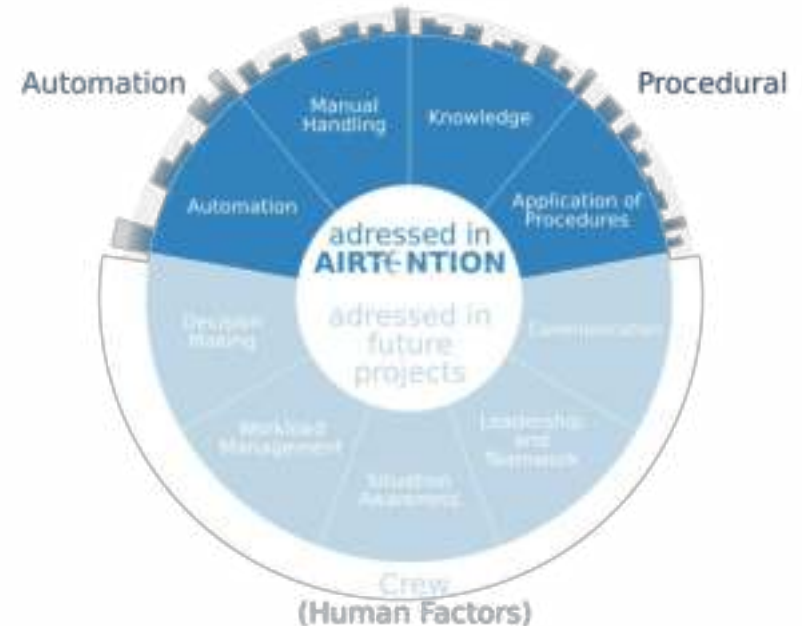 Automation
Procedural
Manual
Handling
Knowledge
Automation
Application of
Procedures
adressed in
AIRTENTION
adressed in
future
projects
Decision
Making
Communication
Workload
Management
Leadership
and
Teamwork
Situation
Awareness
Crew
(Human Factors)